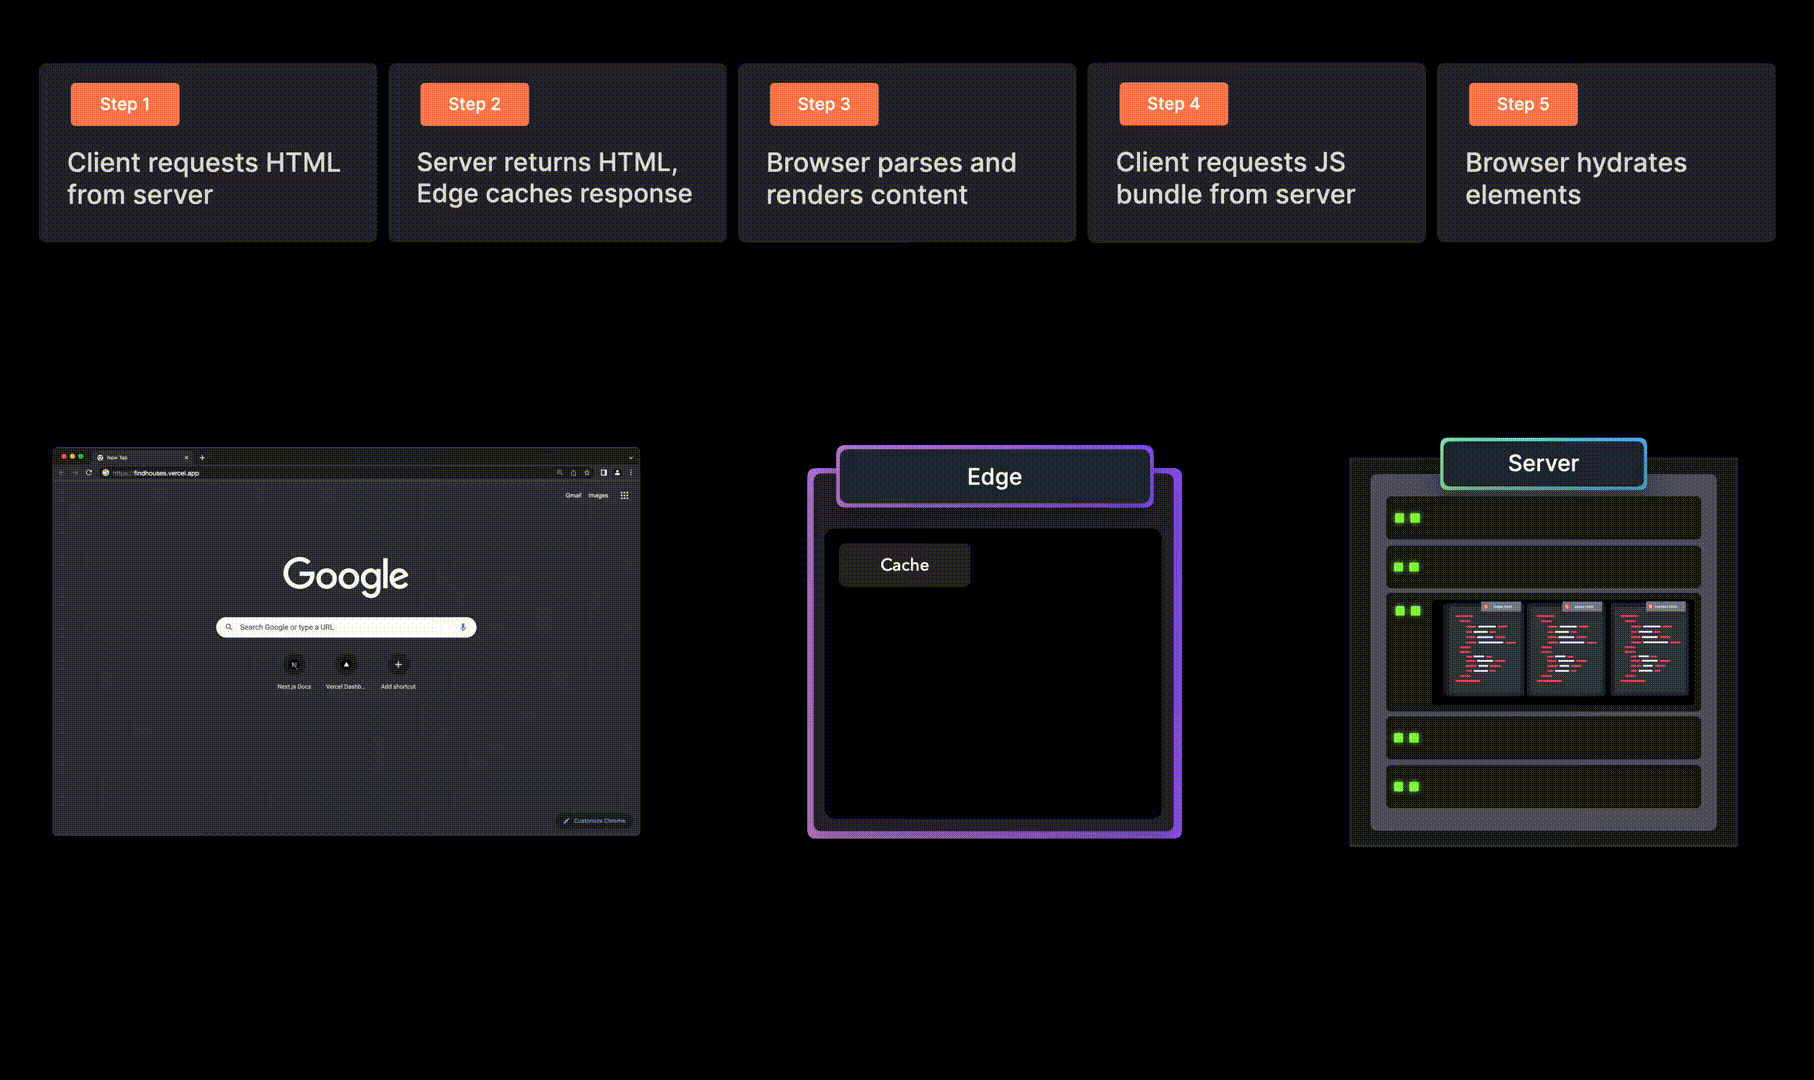 Step 1
Client requests HTML
from server
Step 2
Server returns HTML,
Edge caches response
Step 3
Browser parses and
renders content
Step 4
Client requests JS
bundle from server
Step 5
Browser hydrates
elements
New Tab
https://findhouses.vercel.app
Gmail Images
Google
Search Google or type a URL
N
Next.js Docs
Vercel Dashb...
Add shortcut
Customize Chrome
Edge
Cache
Server